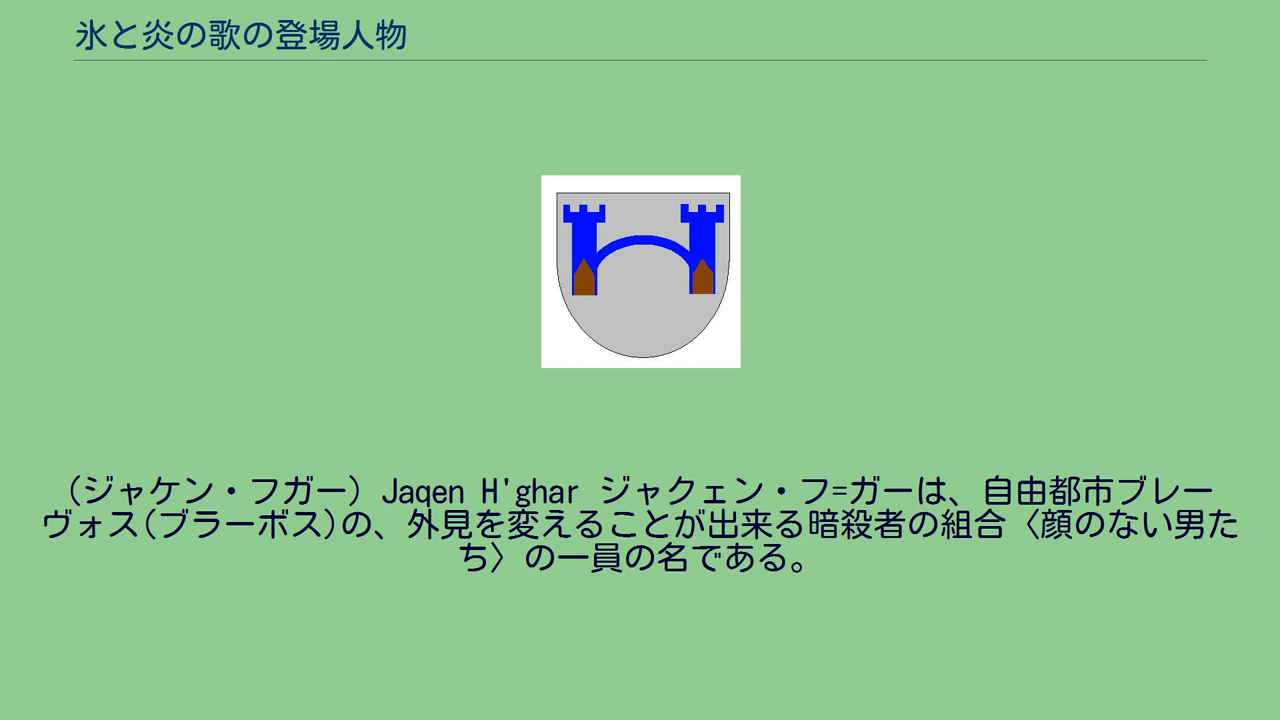 氷と炎の歌の登場人物
（ジャケン・フガー）Jaqen H'ghar ジャクェン・フ=ガーは、自由都市ブレー
ヴォス(ブラーボス)の、外見を変えることが出来る暗殺者の組合〈顔のない男た
ち〉の一員の名である。